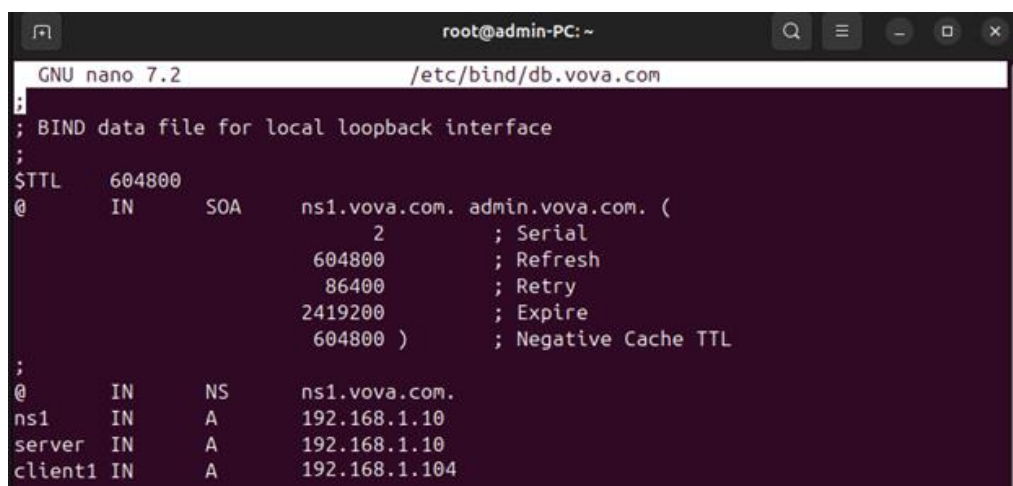 root@admin-PC: ~
GNU nano 7.2 /etc/bind/db.vova.com
;
; BIND data file for local loopback interface
;
$TTL 604800
@ IN SOA ns1.vova.com. admin.vova.com. (
2 ; Serial
604800 ; Refresh
86400 ; Retry
2419200 ; Expire
604800 ) ; Negative Cache TTL
;
@ IN NS ns1.vova.com.
ns1 IN A 192.168.1.10
server IN A 192.168.1.10
client1 IN A 192.168.1.104